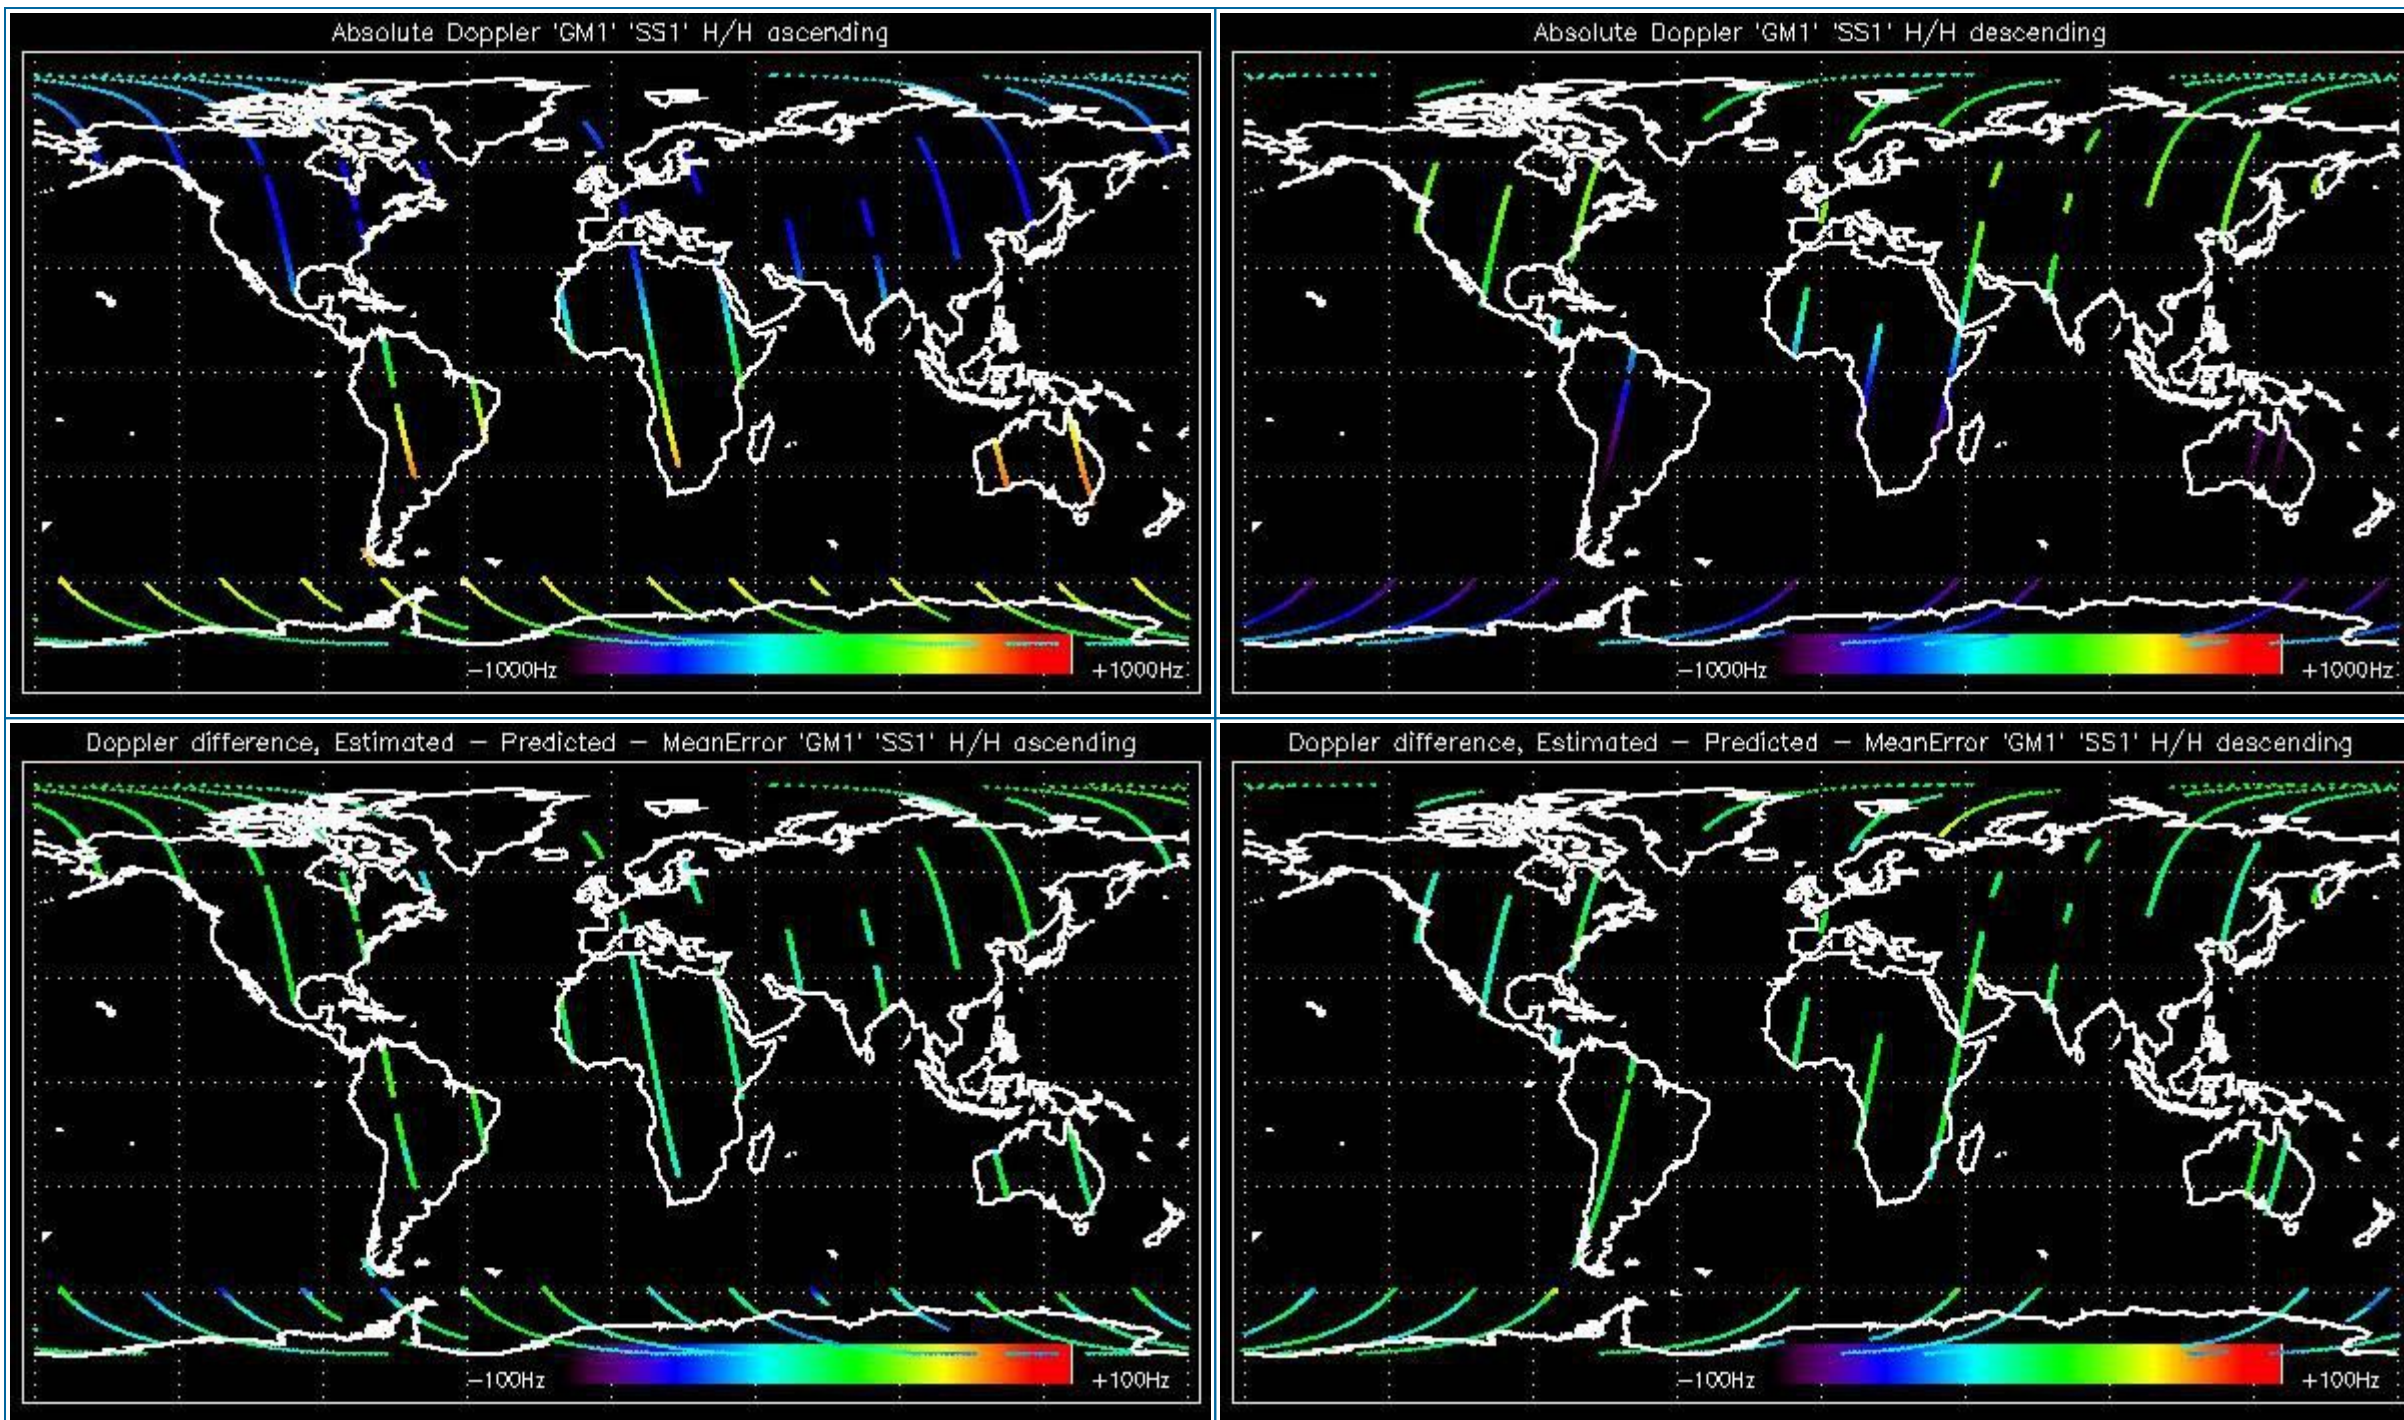 Absolute Doppler 'GM1' 'SS1' H/H ascending
-1000Hz
+1000Hz
Absolute Doppler 'GM1' 'SS1' H/H descending
-1000Hz
+1000Hz
Doppler difference, Estimated - Predicted - MeanError 'GM1' 'SS1' H/H ascending
-100Hz
+100Hz
Doppler difference, Estimated - Predicted - MeanError 'GM1' 'SS1' H/H descending
-100Hz
+100Hz